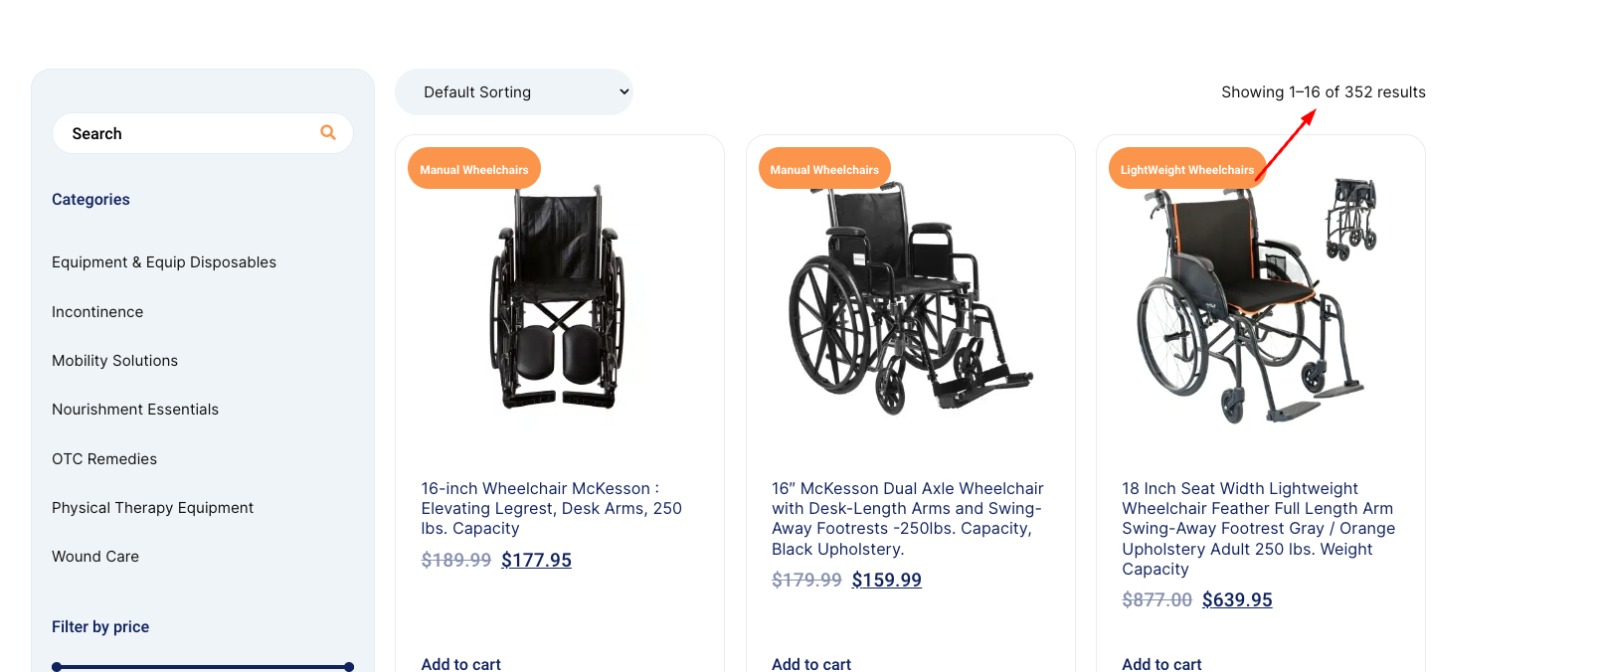 Default Sorting
Showing 1–16 of 352 results
Search
Categories
Equipment & Equip Disposables
Incontinence
Mobility Solutions
Nourishment Essentials
OTC Remedies
Physical Therapy Equipment
Wound Care
Filter by price
Manual Wheelchairs
16-inch Wheelchair McKesson :
Elevating Legrest, Desk Arms, 250
lbs. Capacity
$189.99 $177.95
Add to cart
Manual Wheelchairs
16″ McKesson Dual Axle Wheelchair
with Desk-Length Arms and Swing-
Away Footrests -250lbs. Capacity,
Black Upholstery.
$179.99 $159.99
Add to cart
LightWeight Wheelchairs
18 Inch Seat Width Lightweight
Wheelchair Feather Full Length Arm
Swing-Away Footrest Gray / Orange
Upholstery Adult 250 lbs. Weight
Capacity
$877.00 $639.95
Add to cart